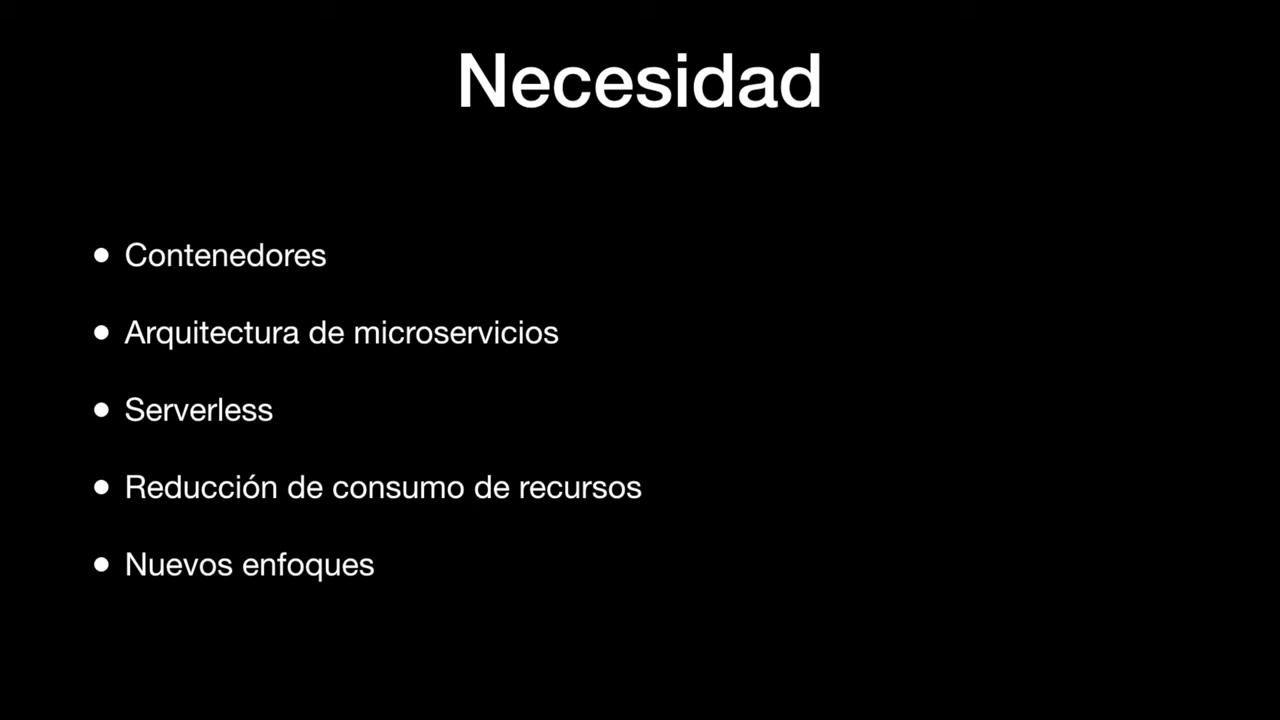 Necesidad
• Contenedores
• Arquitectura de microservicios
• Serverless
• Reducción de consumo de recursos
• Nuevos enfoques